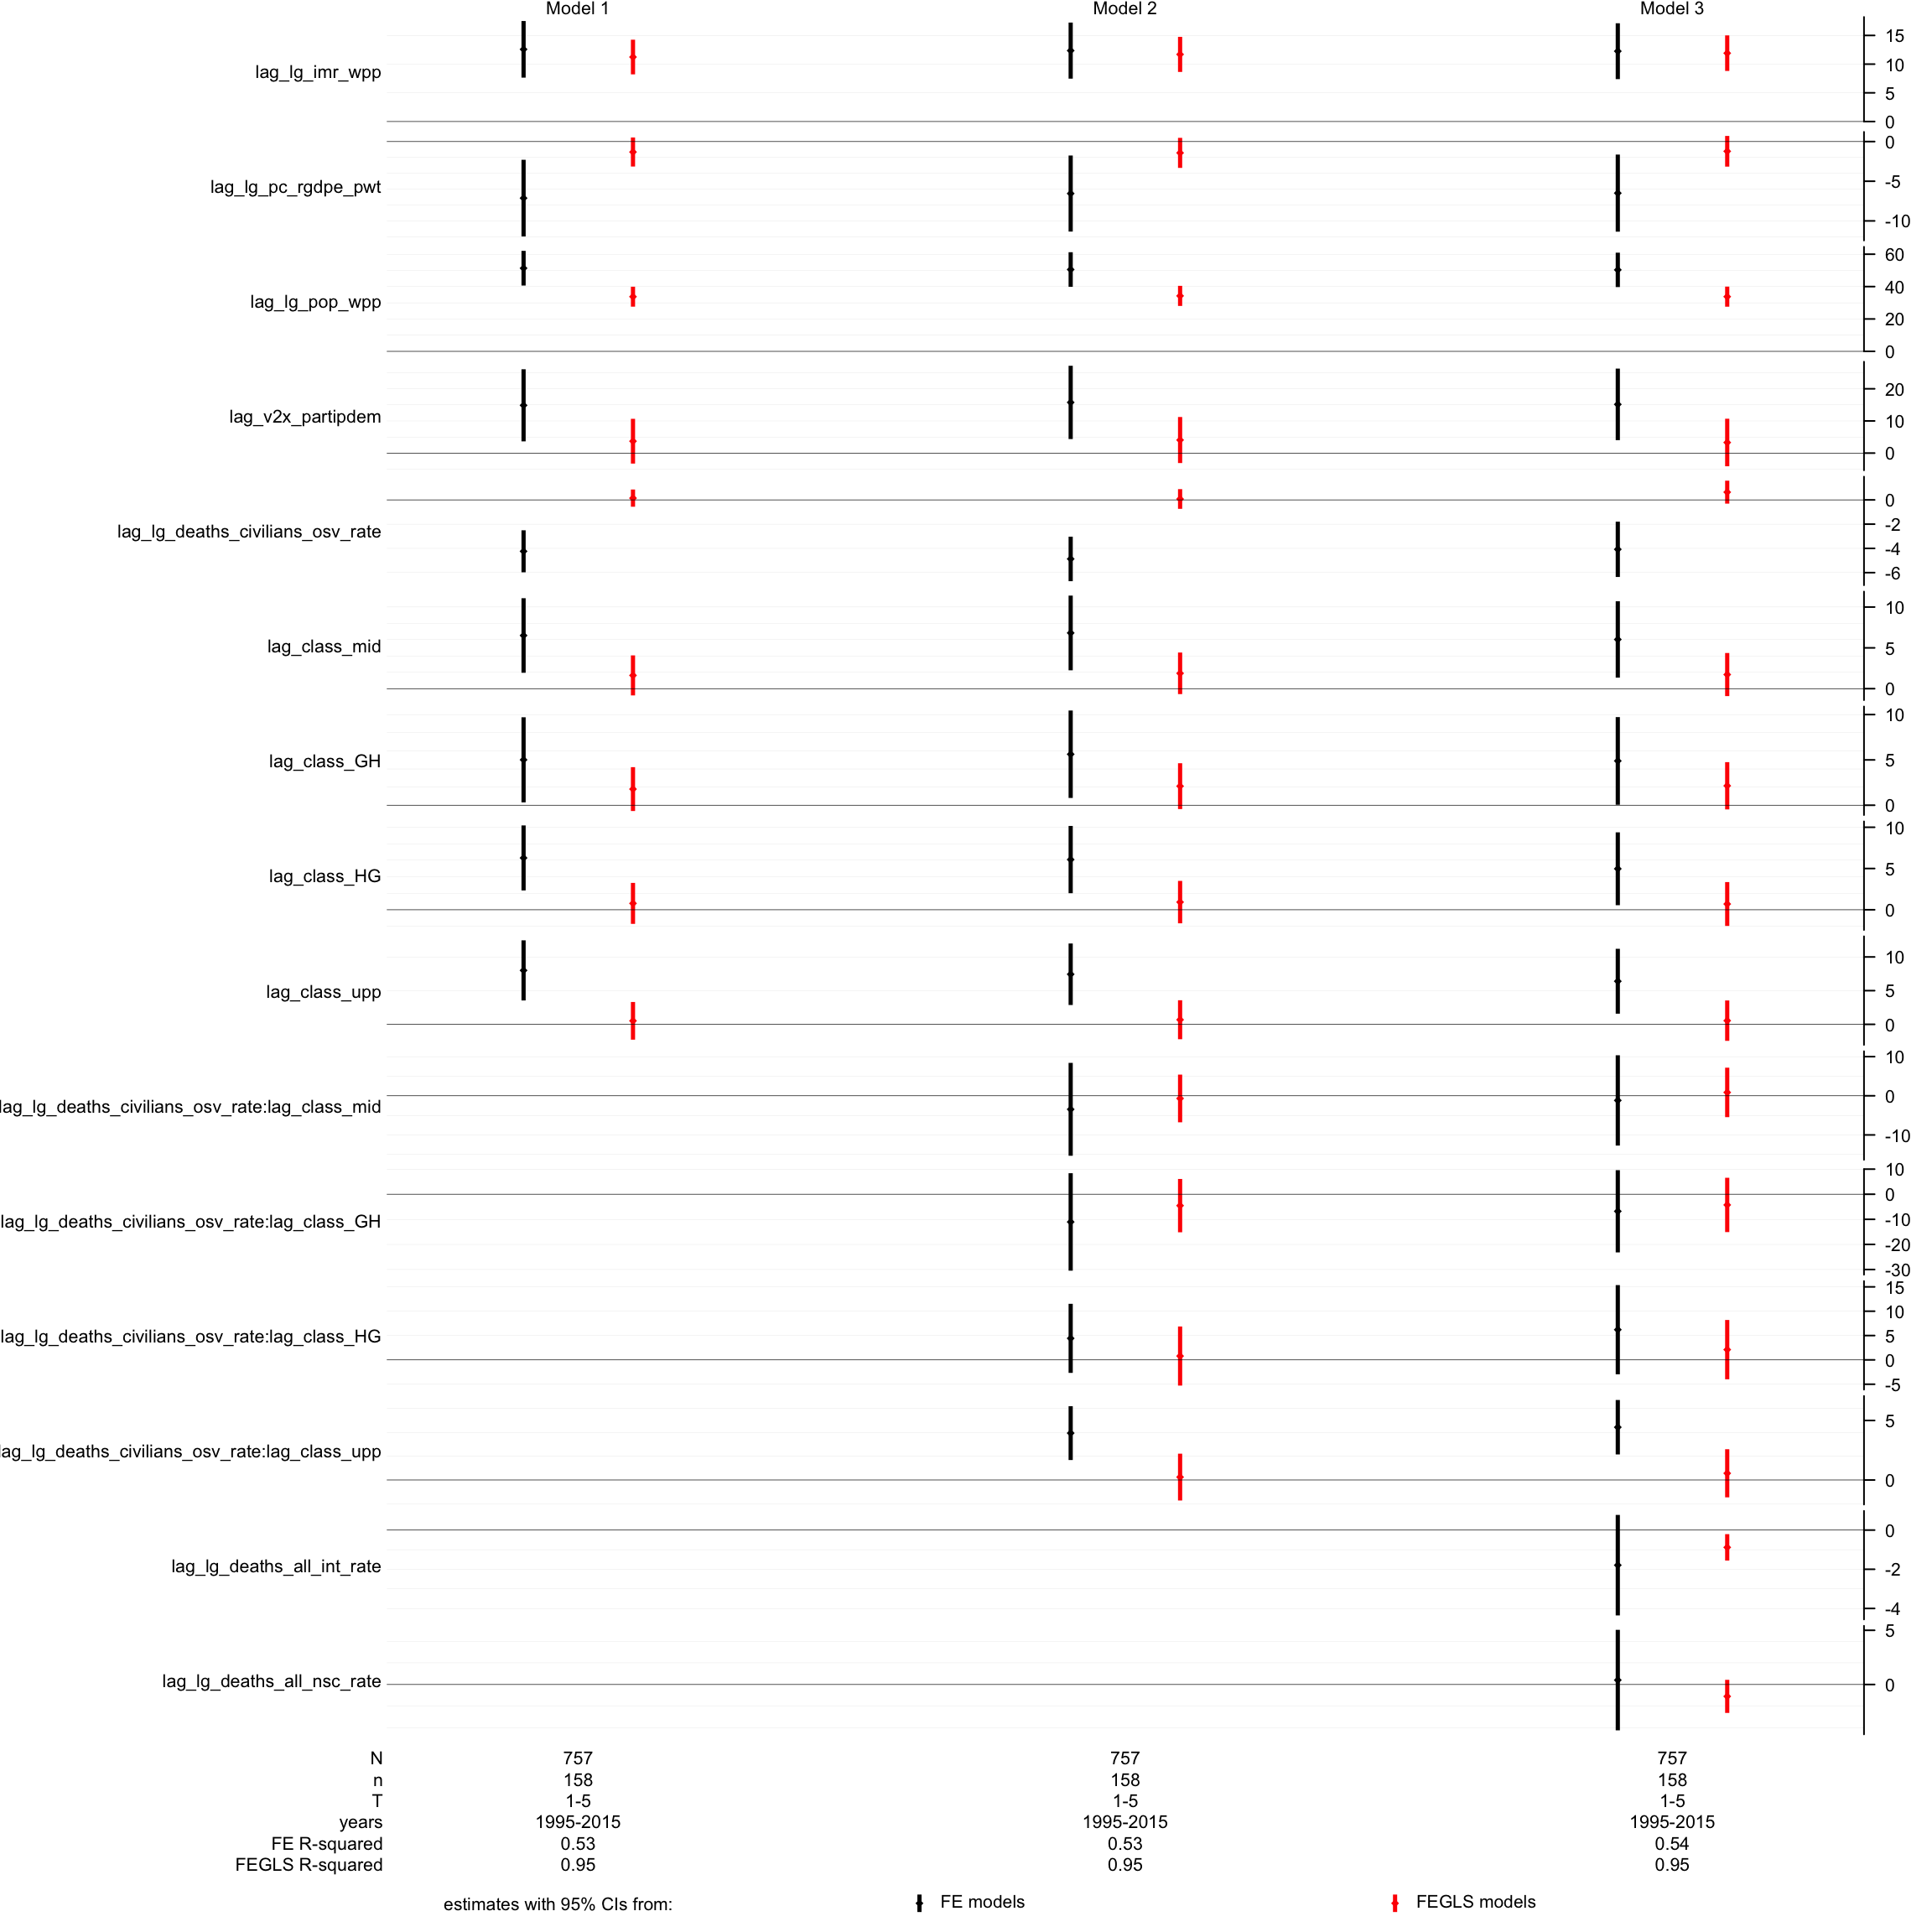 Model 1 Model 2 Model 3
lag_lg_imr_wpp
15
10
5
0
lag_lg_pc_rgdpe_pwt
0
-5
-10
lag_lg_pop_wpp
60
40
20
0
lag_v2x_partipdem
20
10
0
lag_lg_deaths_civilians_osv_rate
0
-2
-4
-6
lag_class_mid
10
5
0
lag_class_GH
10
5
0
lag_class_HG
10
5
0
lag_class_upp
10
5
0
lag_lg_deaths_civilians_osv_rate:lag_class_mid
10
0
-10
lag_lg_deaths_civilians_osv_rate:lag_class_GH
10
0
-10
-20
-30
lag_lg_deaths_civilians_osv_rate:lag_class_HG
15
10
5
0
-5
lag_lg_deaths_civilians_osv_rate:lag_class_upp
5
0
lag_lg_deaths_all_int_rate
0
-2
-4
lag_lg_deaths_all_nsc_rate
5
0
N 757 757 757
n 158 158 158
T 1-5 1-5 1-5
years 1995-2015 1995-2015 1995-2015
FE R-squared 0.53 0.53 0.54
FEGLS R-squared 0.95 0.95 0.95
estimates with 95% CIs from: FE models FEGLS models